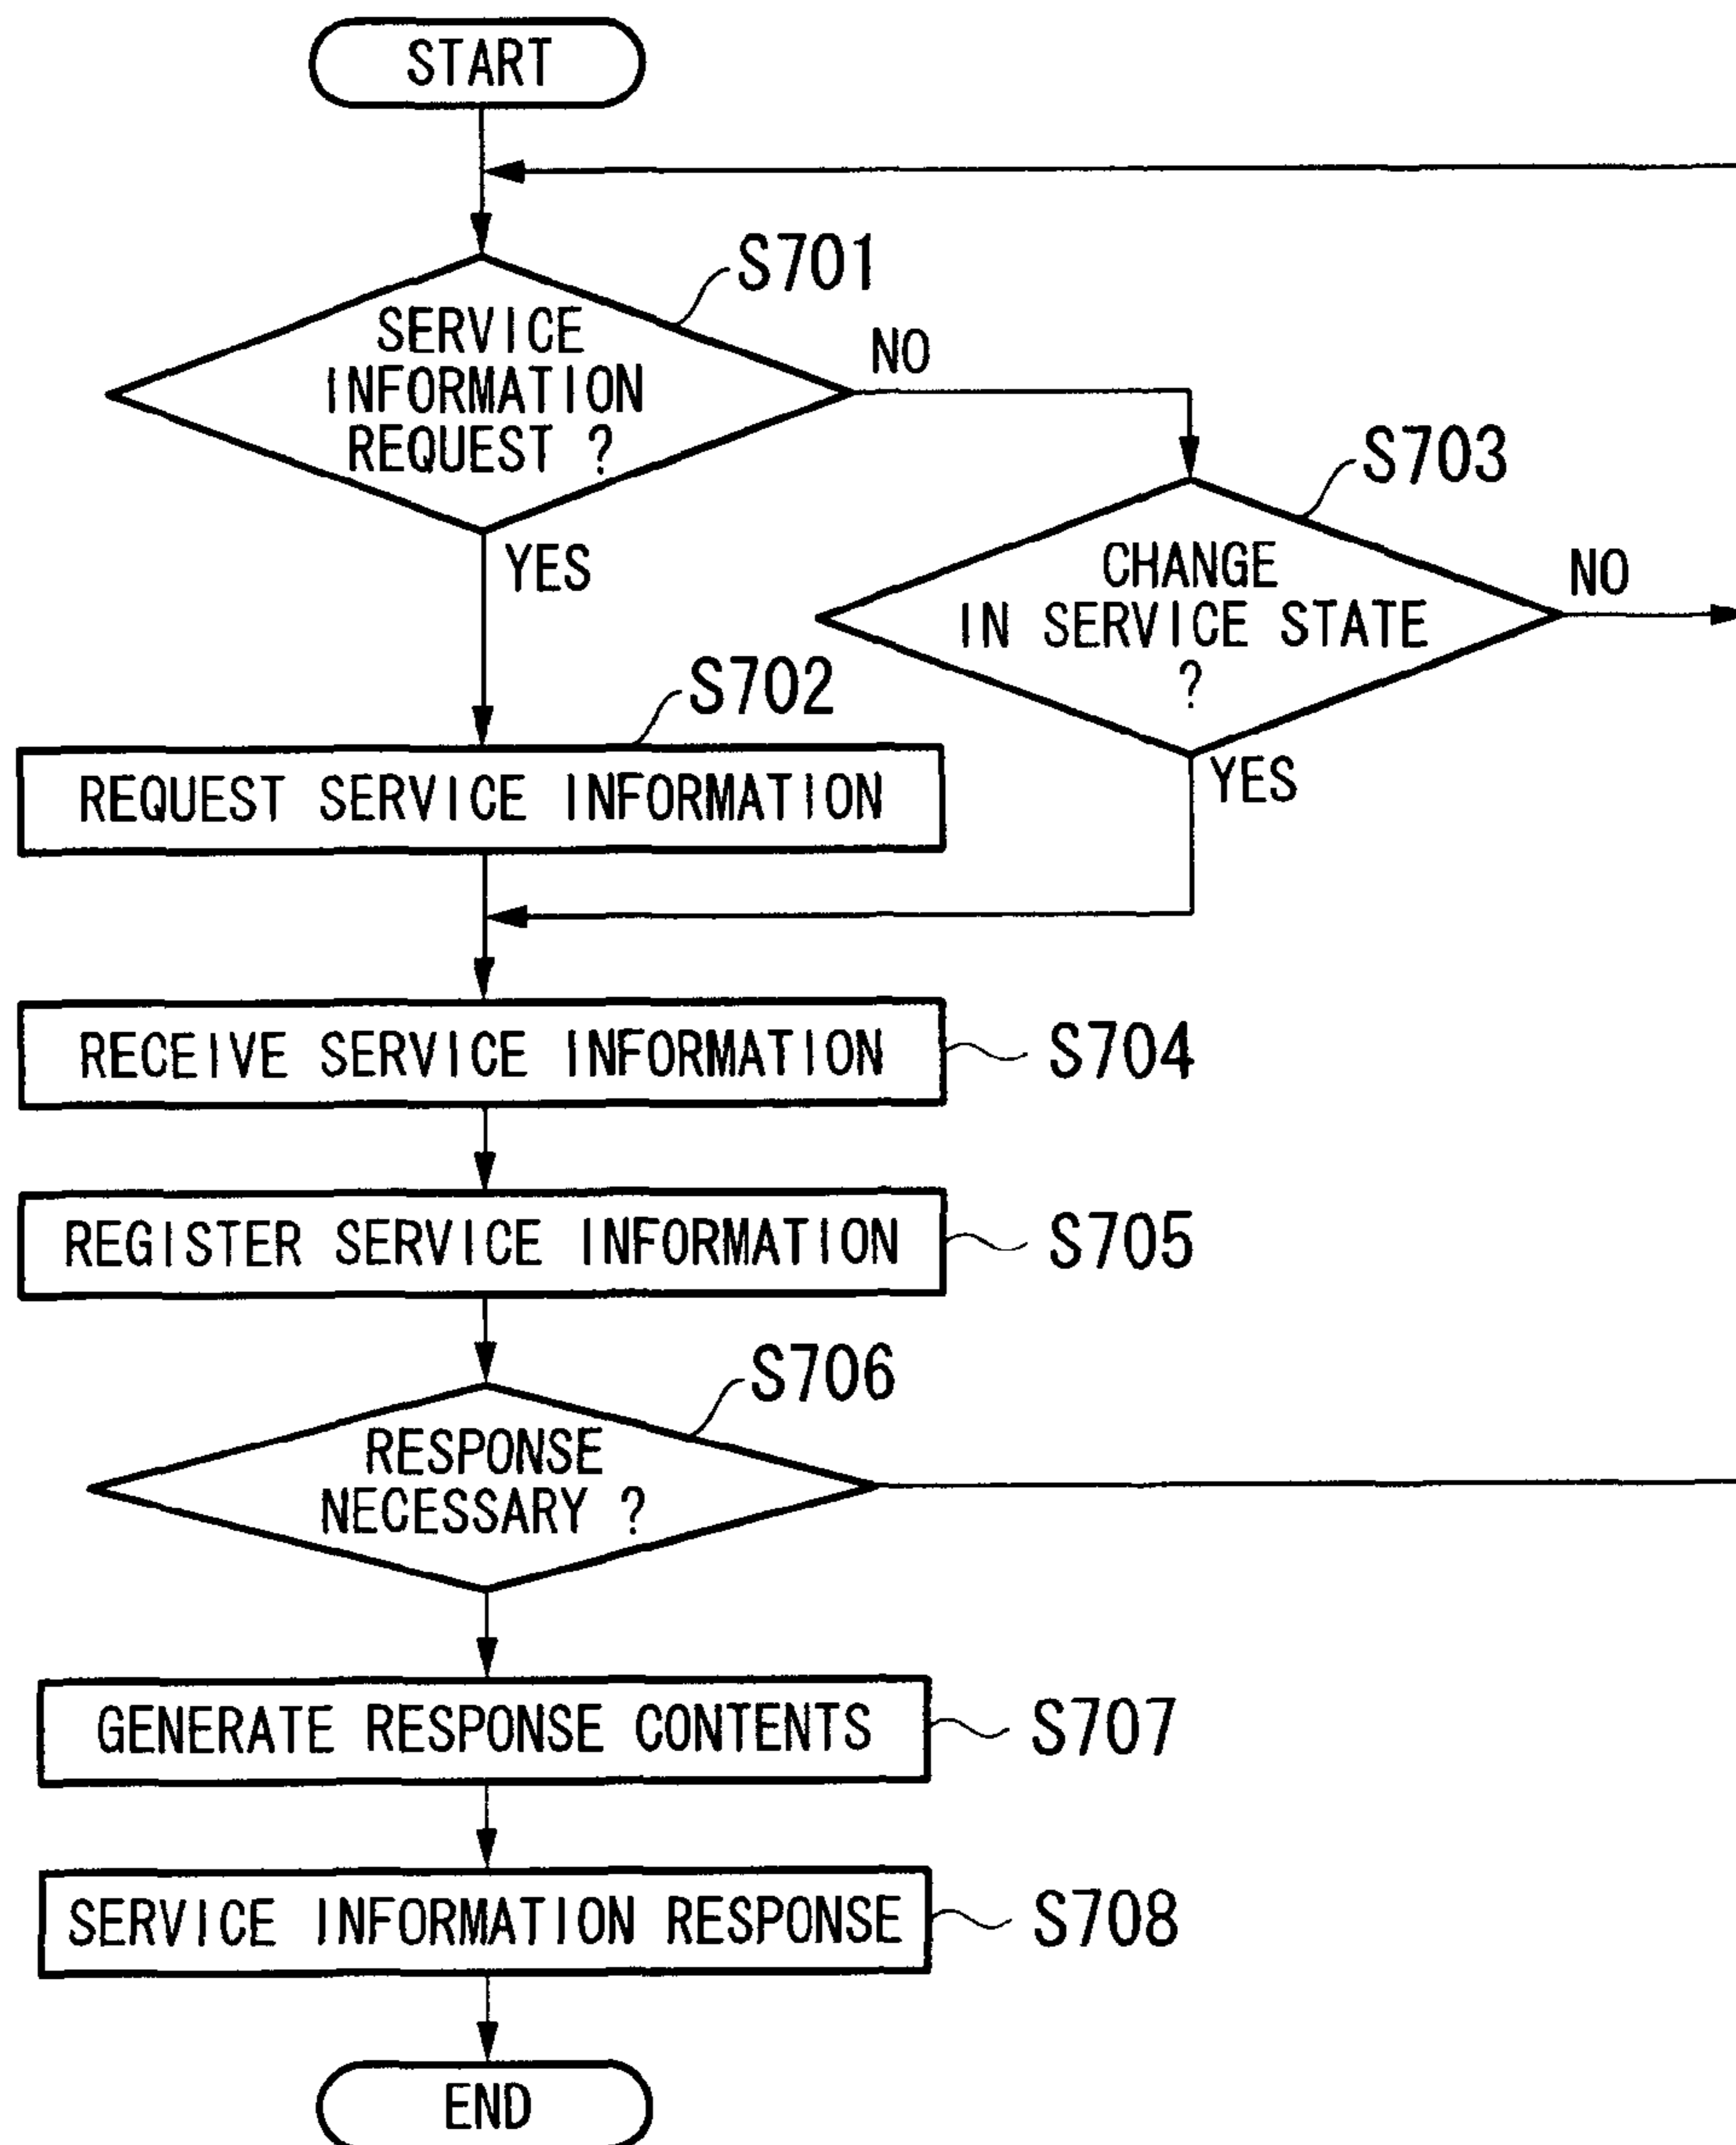 START
S701
SERVICE
INFORMATION
REQUEST ?
NO
YES
S703
CHANGE
IN SERVICE STATE
?
NO
YES
S702
REQUEST SERVICE INFORMATION
RECEIVE SERVICE INFORMATION
S704
REGISTER SERVICE INFORMATION
S705
S706
RESPONSE
NECESSARY ?
GENERATE RESPONSE CONTENTS
S707
SERVICE INFORMATION RESPONSE
S708
END